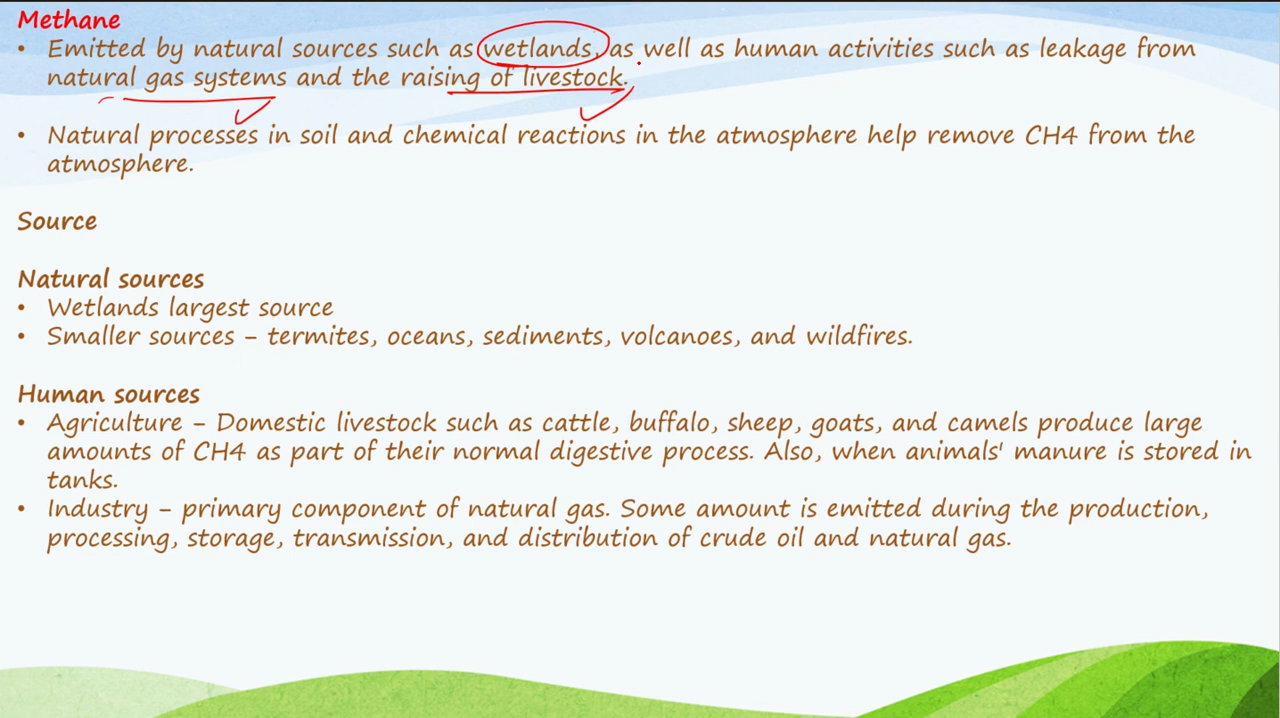 Methane
• Emitted by natural sources such as wetlands, as well as human activities such as leakage from
natural gas systems and the raising of livestock.
• Natural processes in soil and chemical reactions in the atmosphere help remove CH4 from the
atmosphere.
Source
Natural sources
• Wetlands largest source
• Smaller sources – termites, oceans, sediments, volcanoes, and wildfires.
Human sources
• Agriculture – Domestic livestock such as cattle, buffalo, sheep, goats, and camels produce large
amounts of CH4 as part of their normal digestive process. Also, when animals' manure is stored in
tanks.
• Industry – primary component of natural gas. Some amount is emitted during the production,
processing, storage, transmission, and distribution of crude oil and natural gas.